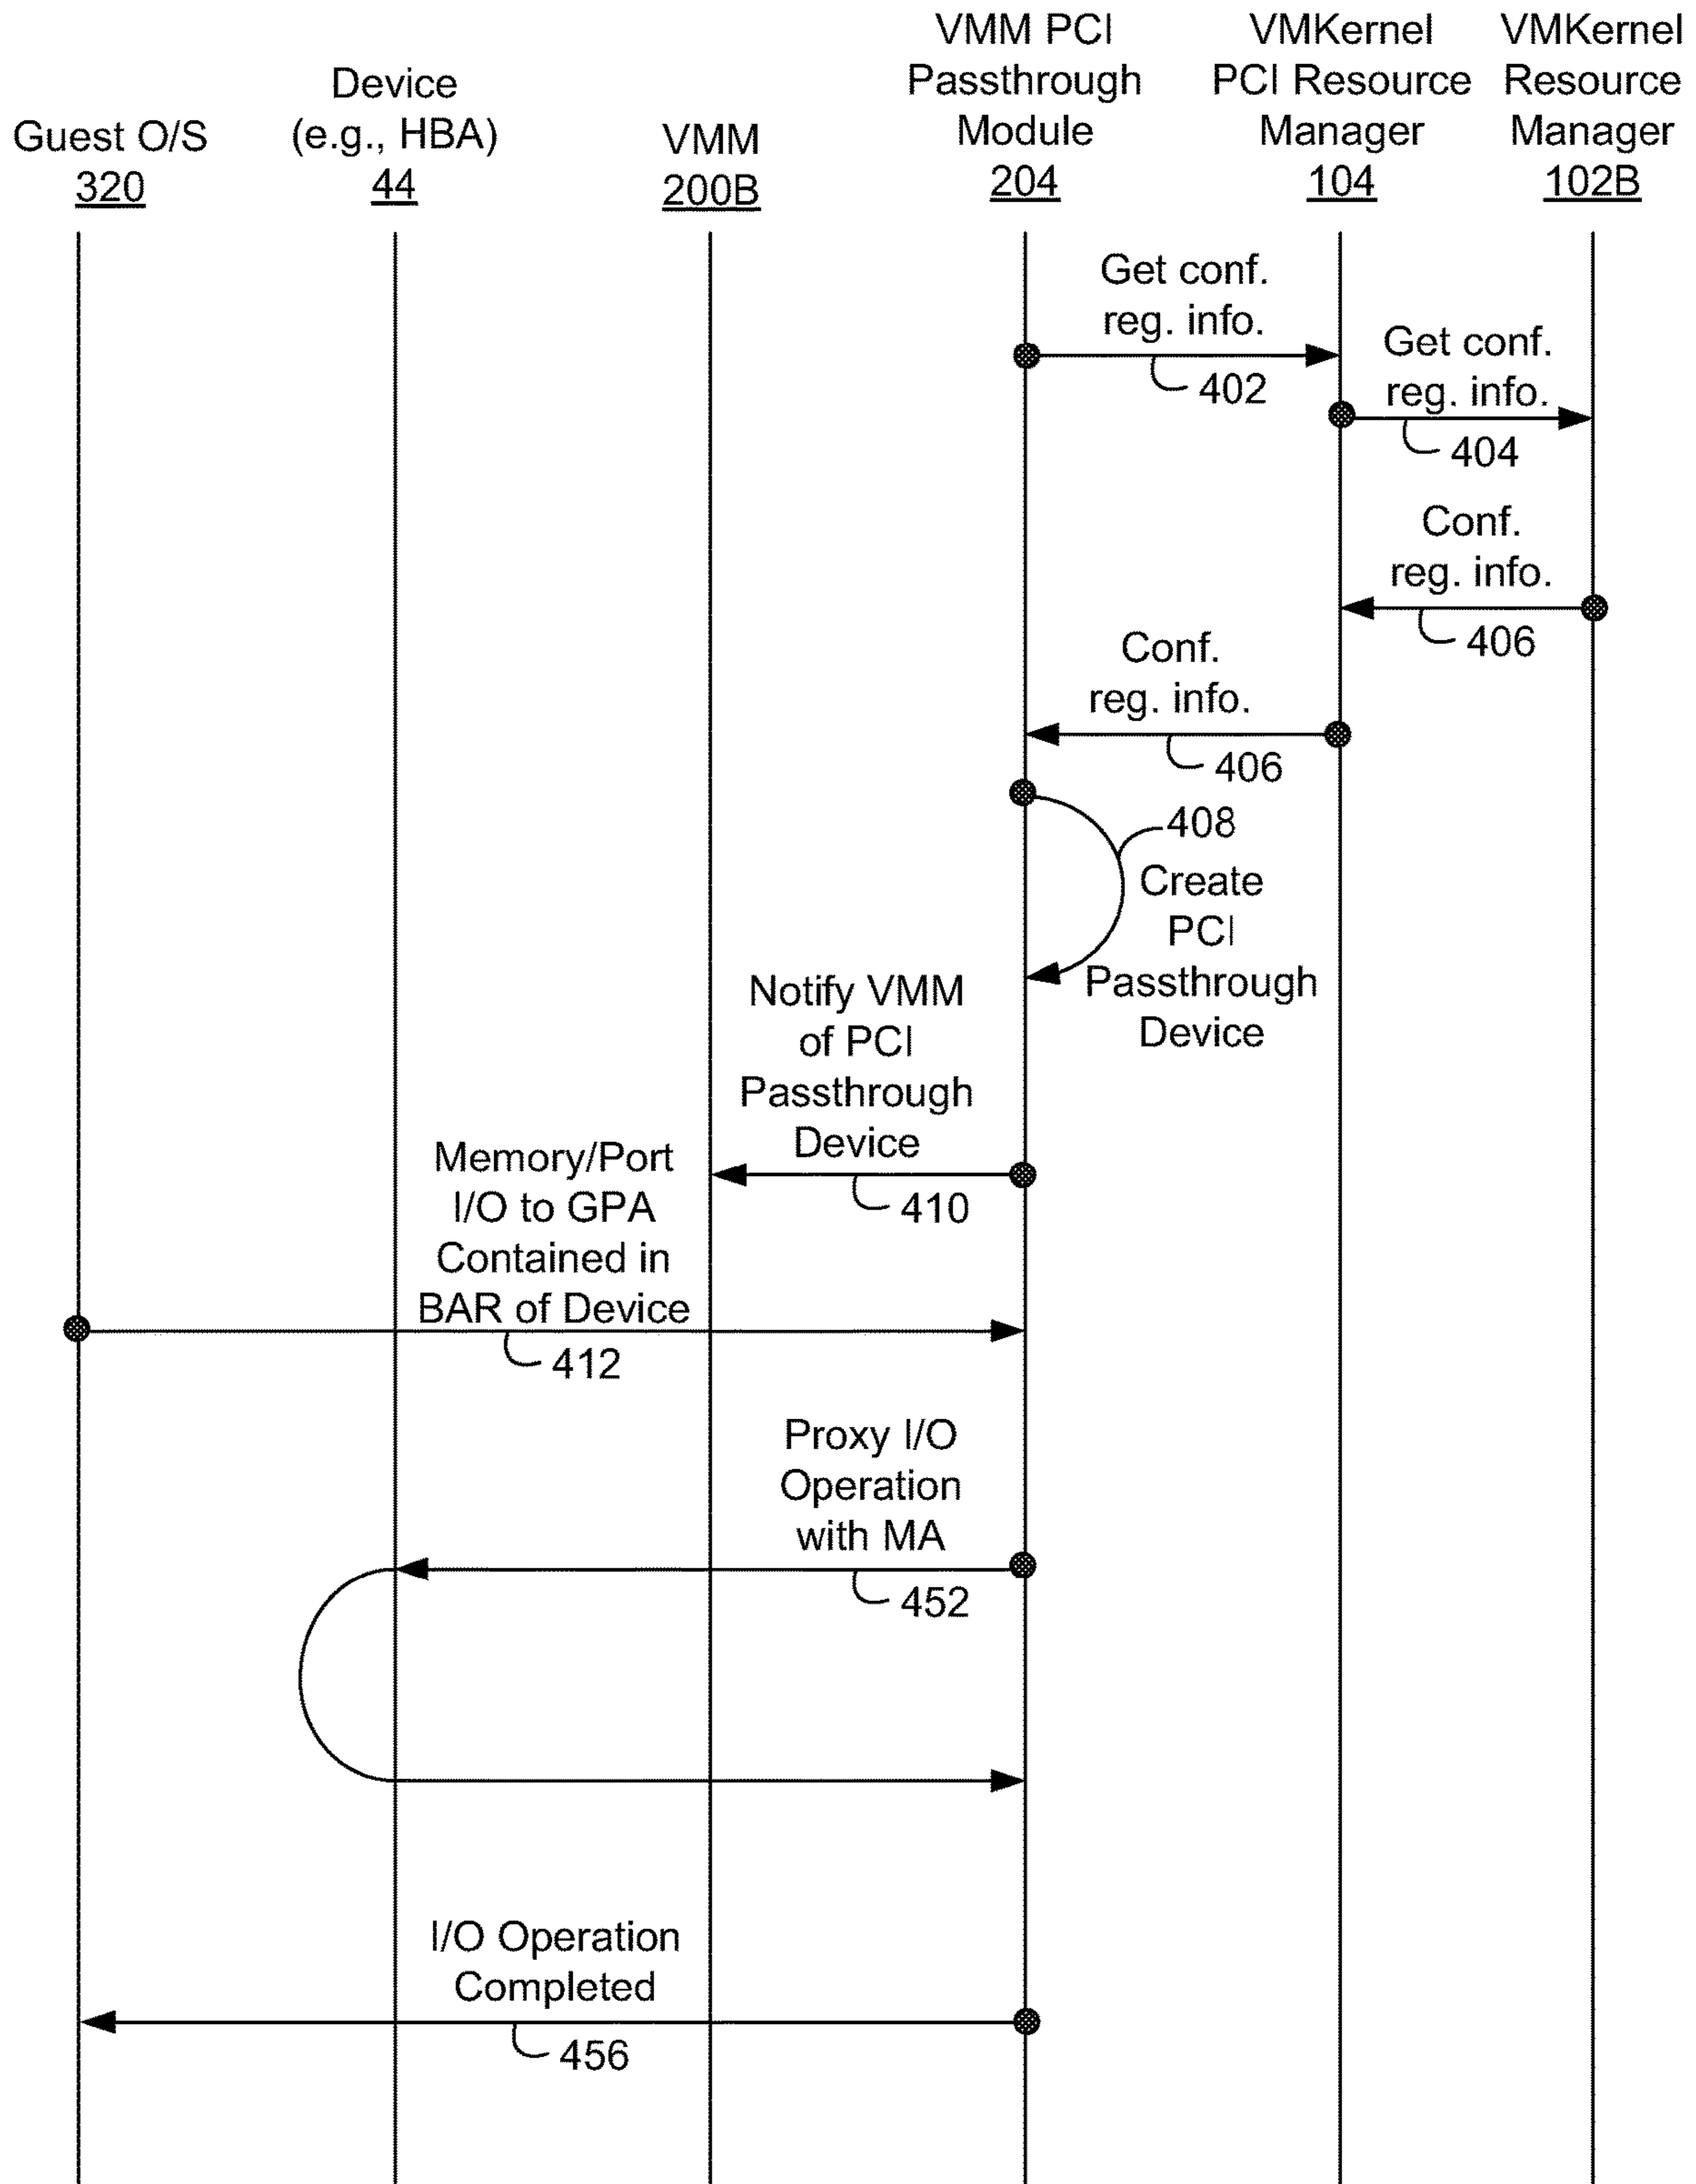 Guest O/S
320
Device
(e.g., HBA)
44
VMM
200B
VMM PCI
Passthrough
Module
204
VMKernel
PCI Resource
Manager
104
VMKernel
Resource
Manager
102B
Get conf.
reg. info.
402
Get conf.
reg. info.
404
Conf.
reg. info.
406
Conf.
reg. info.
406
408
Create
PCI
Passthrough
Device
Notify VMM
of PCI
Passthrough
Device
410
Memory/Port
I/O to GPA
Contained in
BAR of Device
412
Proxy I/O
Operation
with MA
452
I/O Operation
Completed
456